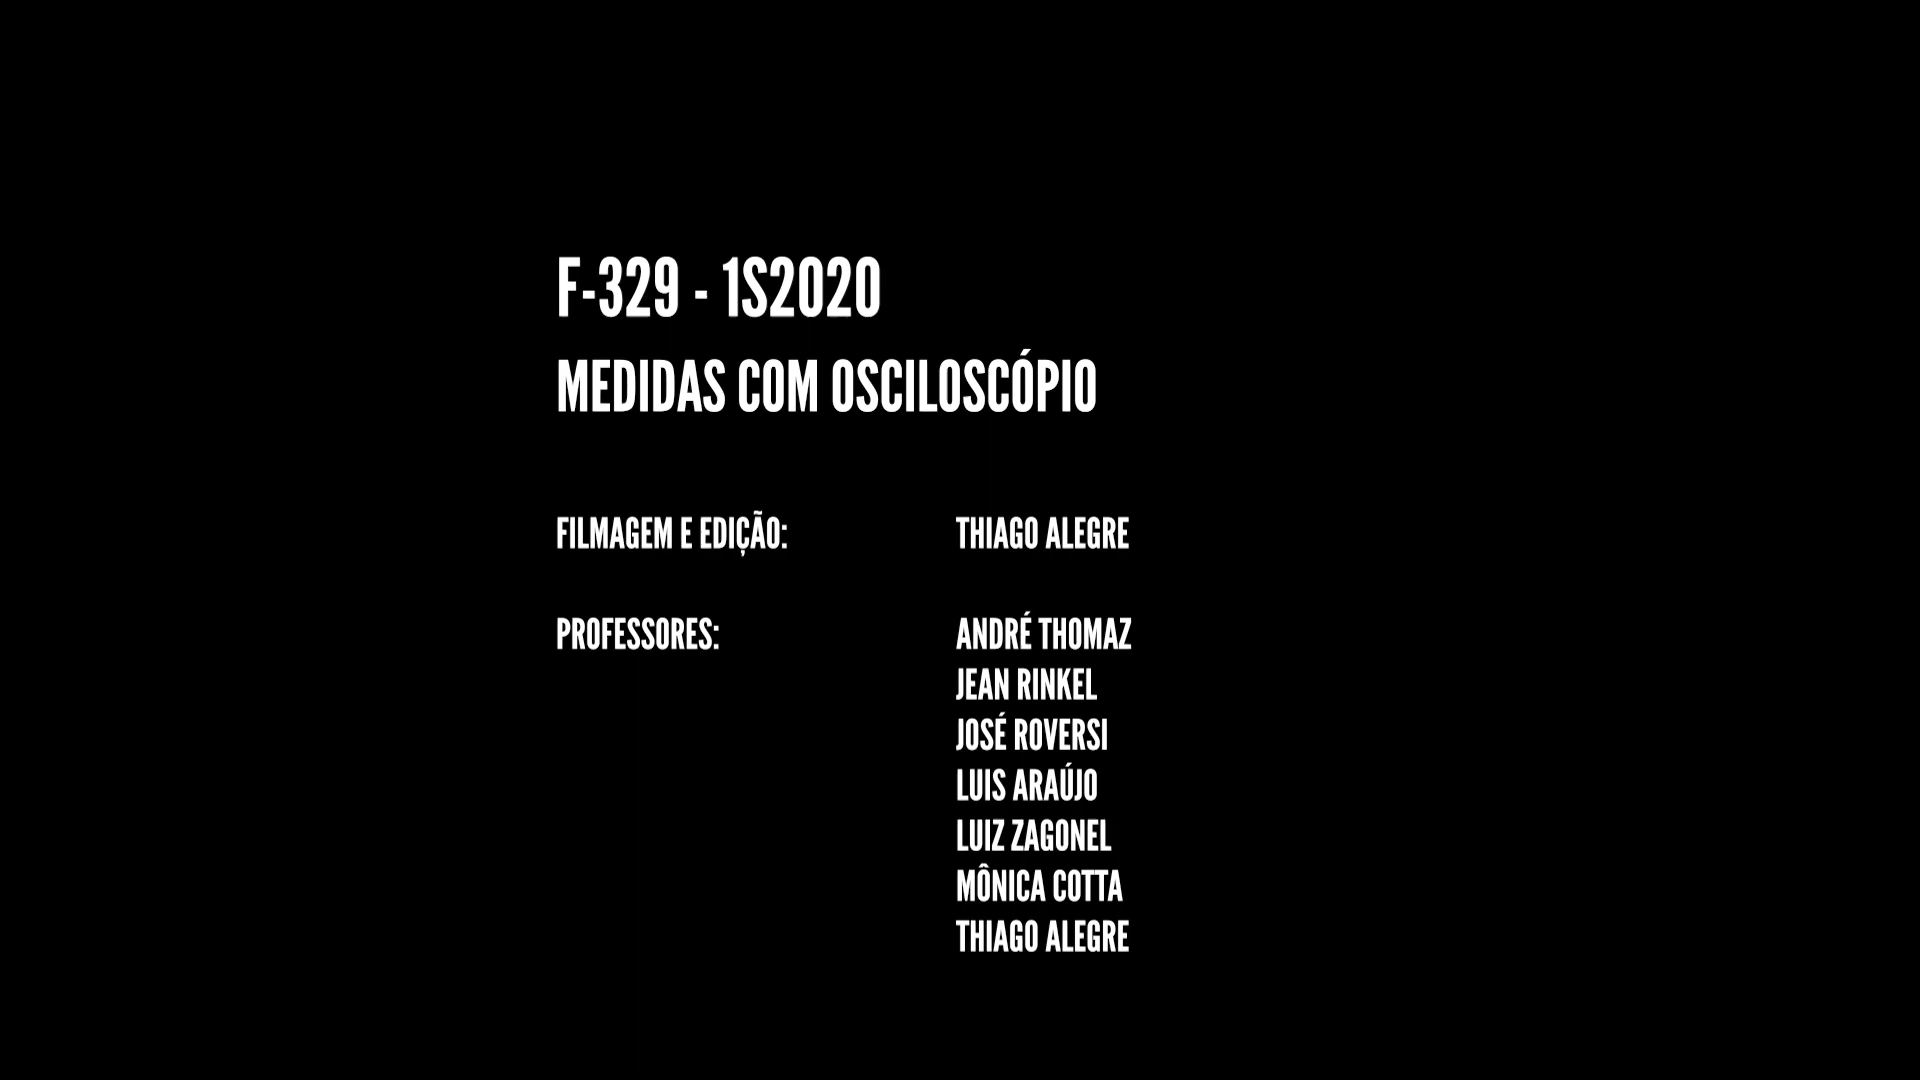 F-329 - 1S2020
MEDIDAS COM OSCILOSCÓPIO
FILMAGEM E EDIÇÃO: THIAGO ALEGRE
PROFESSORES: ANDRÉ THOMAZ
JEAN RINKEL
JOSÉ ROVERSI
LUIS ARAÚJO
LUIZ ZAGONEL
MÔNICA COTTA
THIAGO ALEGRE